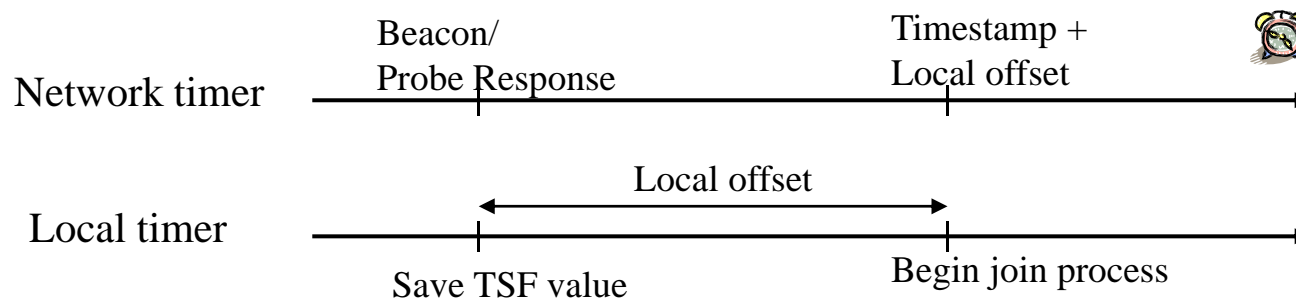 Beacon/
Probe Response
Timestamp +
Local offset
Network timer
Local offset
Local timer
Save TSF value
Begin join process